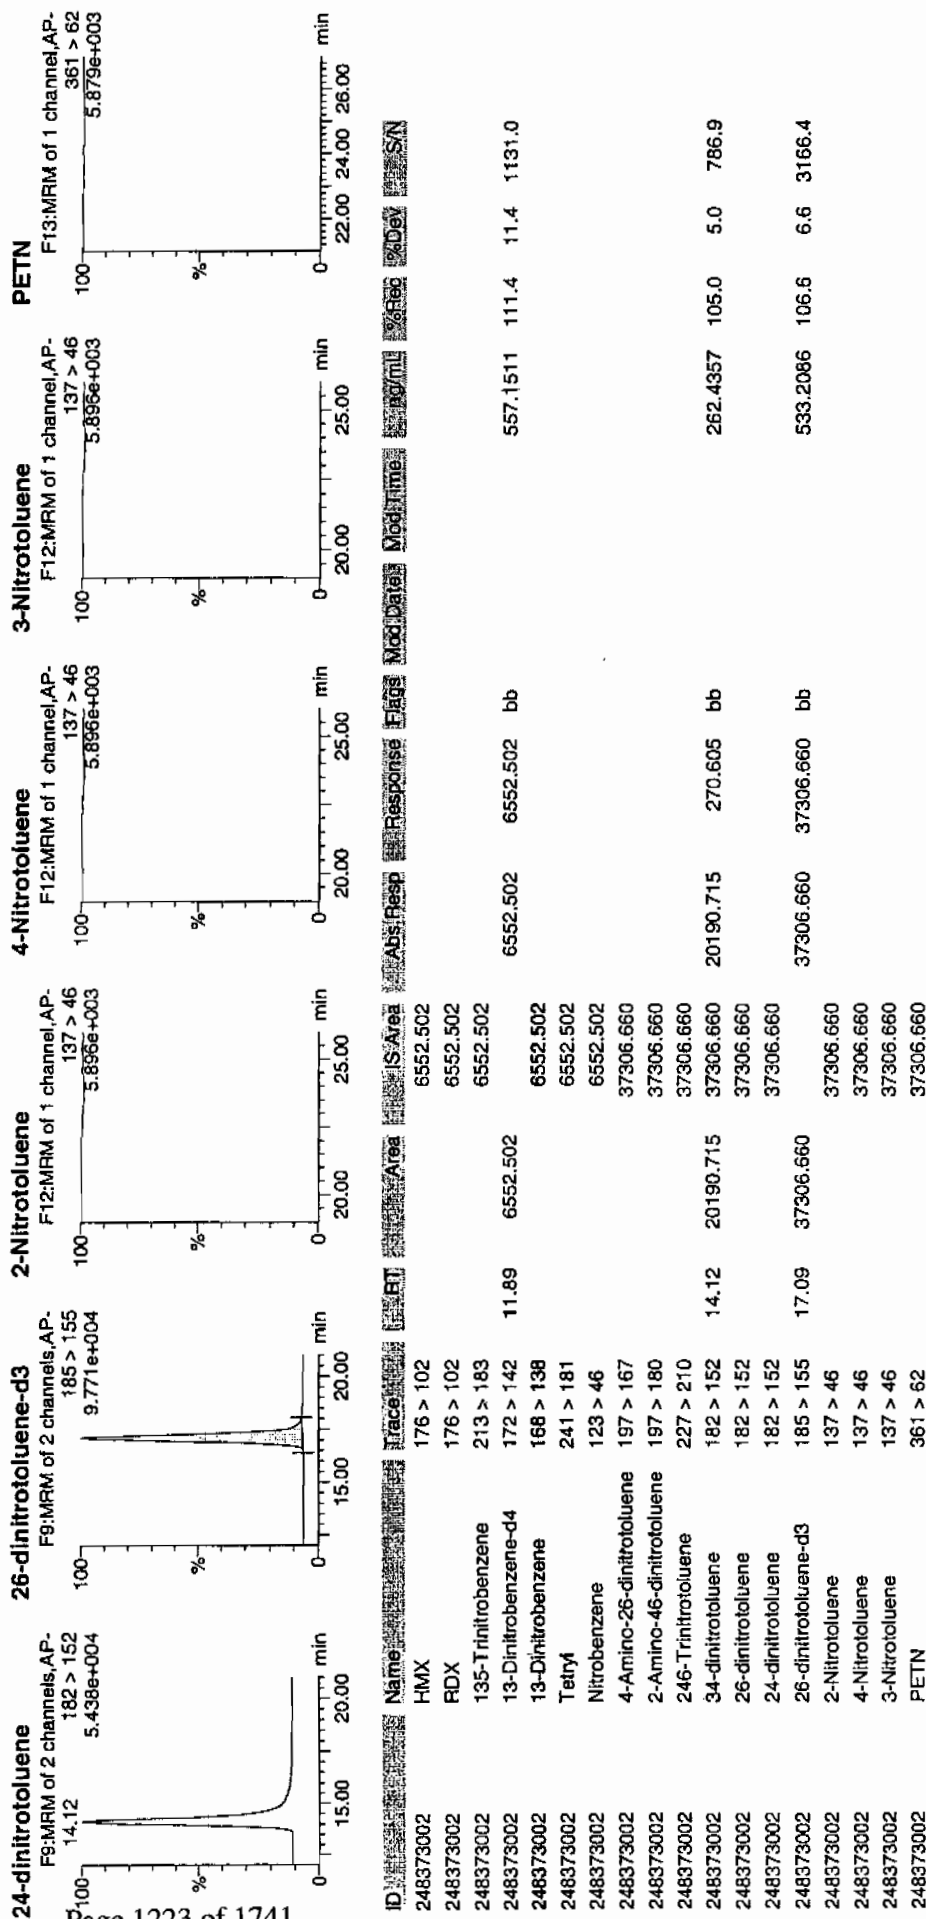 24-dinitrotoluene
F9:MRM of 2 channels,AP-
14.12 182 > 152
5.438e+004
100
%
0
15.00 20.00 min
26-dinitrotoluene-d3
F9:MRM of 2 channels,AP-
185 > 155
9.771e+004
100
%
0
15.00 20.00 min
2-Nitrotoluene
F12:MRM of 1 channel,AP-
137 > 46
5.896e+003
100
%
0
20.00 25.00 min
4-Nitrotoluene
F12:MRM of 1 channel,AP-
137 > 46
5.896e+003
100
%
0
20.00 25.00 min
3-Nitrotoluene
F12:MRM of 1 channel,AP-
137 > 46
5.896e+003
100
%
0
20.00 25.00 min
PETN
F13:MRM of 1 channel,AP-
361 > 62
5.879e+003
100
%
0
22.00 24.00 26.00 min
ID Name Trace RT Area IS Area Abs.Resp Response Flags Mod.Date Mod.Time ng/mL %Rec %Dev S/N
248373002 HMX 176 > 102 6552.502
248373002 RDX 176 > 102 6552.502
248373002 135-Trinitrobenzene 213 > 183 6552.502
248373002 13-Dinitrobenzene-d4 172 > 142 11.89 6552.502 6552.502 6552.502 bb 557.1511 111.4 11.4 1131.0
248373002 13-Dinitrobenzene 168 > 138 6552.502
248373002 Tetryl 241 > 181 6552.502
248373002 Nitrobenzene 123 > 46 6552.502
248373002 4-Amino-26-dinitrotoluene 197 > 167 37306.660
248373002 2-Amino-46-dinitrotoluene 197 > 180 37306.660
248373002 246-Trinitrotoluene 227 > 210 37306.660
248373002 34-dinitrotoluene 182 > 152 14.12 20190.715 37306.660 20190.715 270.605 bb 262.4357 105.0 5.0 786.9
248373002 26-dinitrotoluene 182 > 152 37306.660
248373002 24-dinitrotoluene 182 > 152 37306.660
248373002 26-dinitrotoluene-d3 185 > 155 17.09 37306.660 37306.660 37306.660 bb 533.2086 106.6 6.6 3166.4
248373002 2-Nitrotoluene 137 > 46 37306.660
248373002 4-Nitrotoluene 137 > 46 37306.660
248373002 3-Nitrotoluene 137 > 46 37306.660
248373002 PETN 361 > 62 37306.660
Page 1223 of 1741